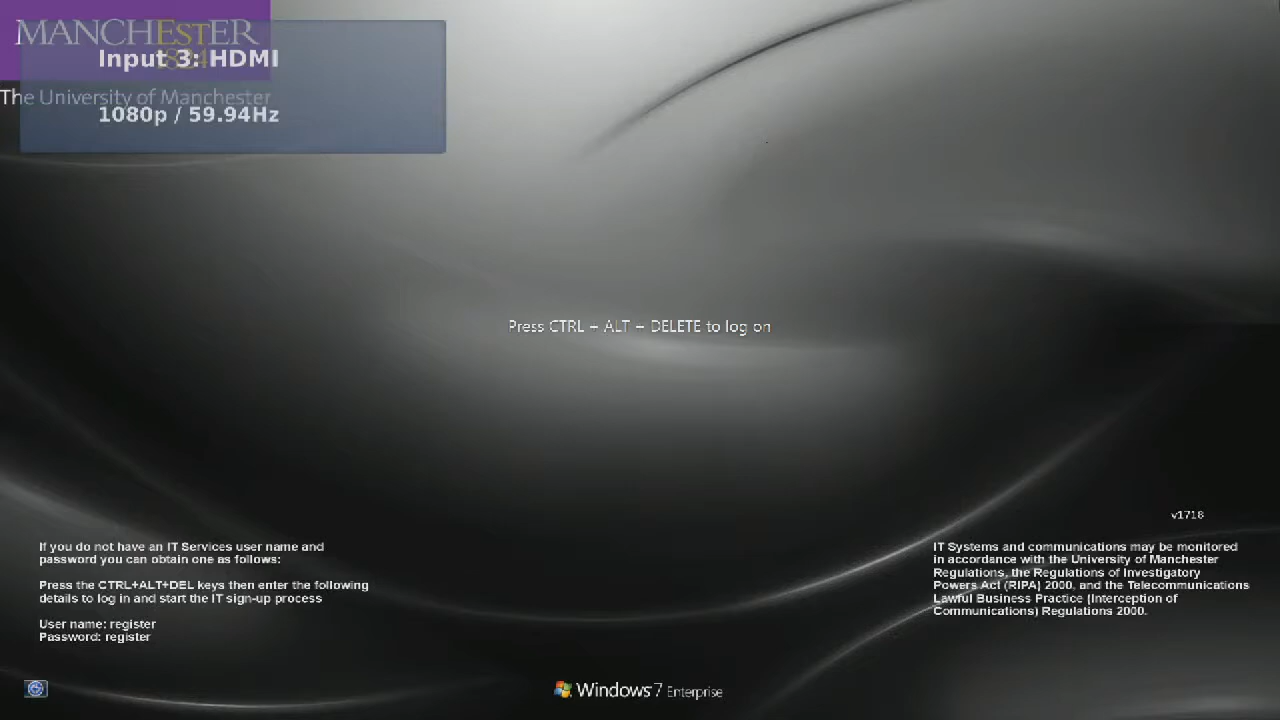 MANCHESTER
1824
The University of Manchester
Input 3: HDMI
1080p / 59.94Hz
Press CTRL + ALT + DELETE to log on
v1718
If you do not have an IT Services user name and
password you can obtain one as follows:
Press the CTRL+ALT+DEL keys then enter the following
details to log in and start the IT sign-up process
User name: register
Password: register
IT Systems and communications may be monitored
in accordance with the University of Manchester
Regulations, the Regulations of Investigatory
Powers Act (RIPA) 2000, and the Telecommunications
Lawful Business Practice (Interception of
Communications) Regulations 2000.
Windows 7 Enterprise